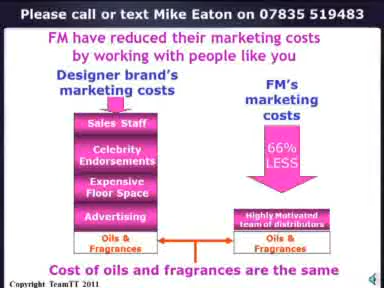 Please call or text Mike Eaton on 07835 519483
FM have reduced their marketing costs
by working with people like you
Designer brand's
marketing costs
Sales Staff
Celebrity
Endorsements
Expensive
Floor Space
Advertising
Oils &
Fragrances
FM's
marketing
costs
66%
LESS
Highly Motivated
team of distributors
Oils &
Fragrances
Cost of oils and fragrances are the same
Copyright TeamTT 2011